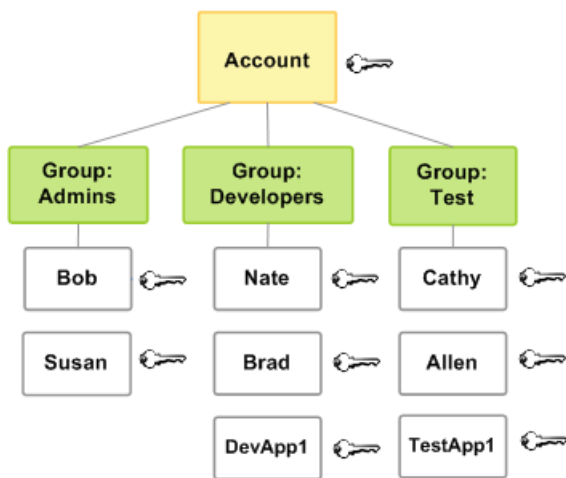 Account
Group:
Admins
Group:
Developers
Group:
Test
Bob
Nate
Cathy
Susan
Brad
Allen
DevApp1
TestApp1